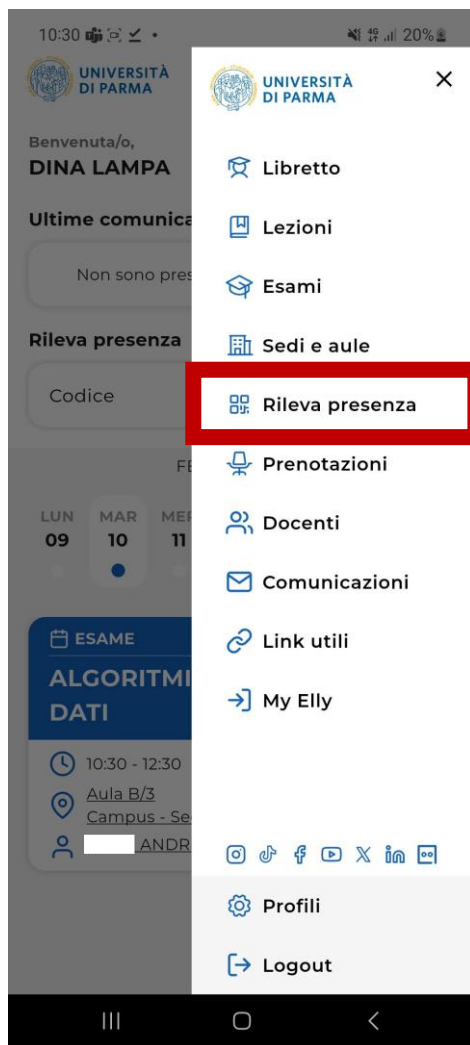 10:30
4G
20%
UNIVERSITÀ
DI PARMA
Benvenuta/o,
DINA LAMPA
Ultime comunica
Non sono pres
Rileva presenza
Codice
FE
LUN MAR MER
09 10 11
ESAME
ALGORITMI
DATI
10:30 - 12:30
Aula B/3
Campus - Se
ANDR
UNIVERSITÀ
DI PARMA
Libretto
Lezioni
Esami
Sedi e aule
Rileva presenza
Prenotazioni
Docenti
Comunicazioni
Link utili
My Elly
Profili
Logout